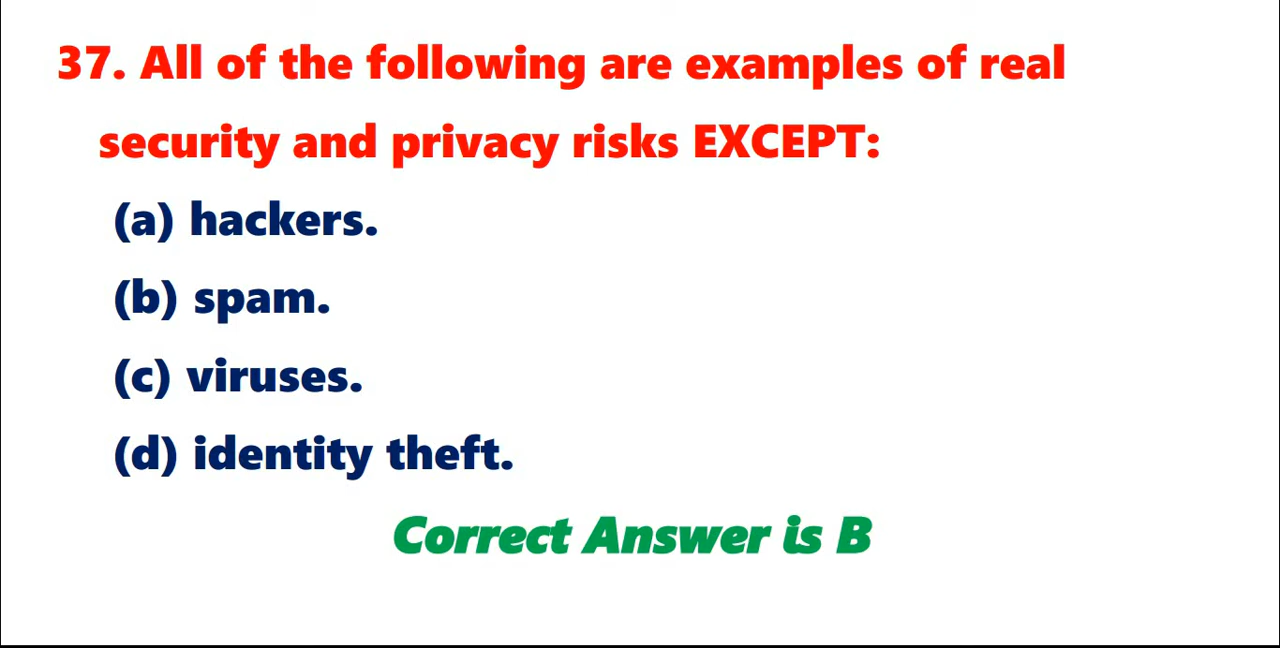 37. All of the following are examples of real
security and privacy risks EXCEPT:
(a) hackers.
(b) spam.
(c) viruses.
(d) identity theft.
Correct Answer is B